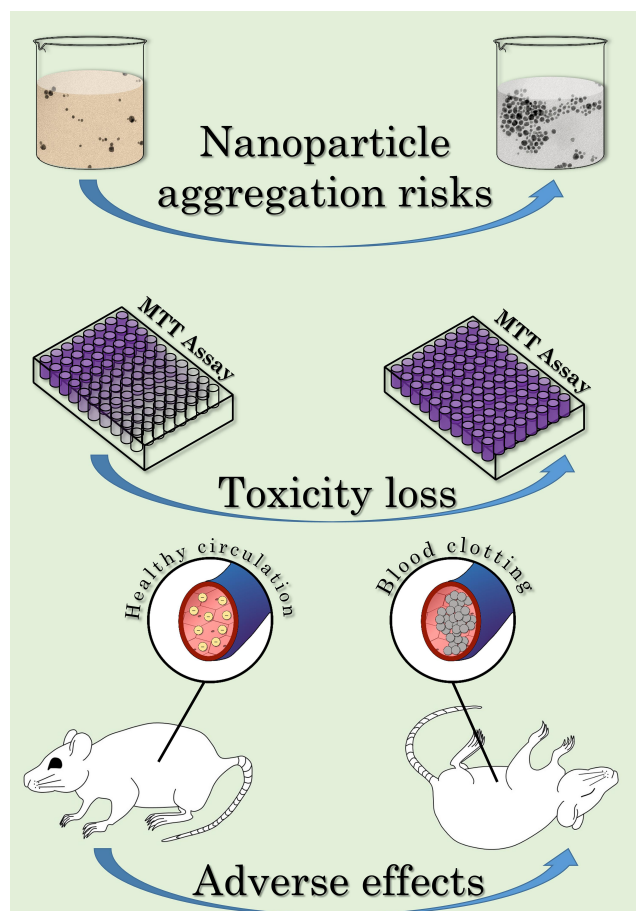 Nanoparticle
aggregation risks
MTT Assay
MTT Assay
Toxicity loss
Healthy circulation
Blood clotting
Adverse effects